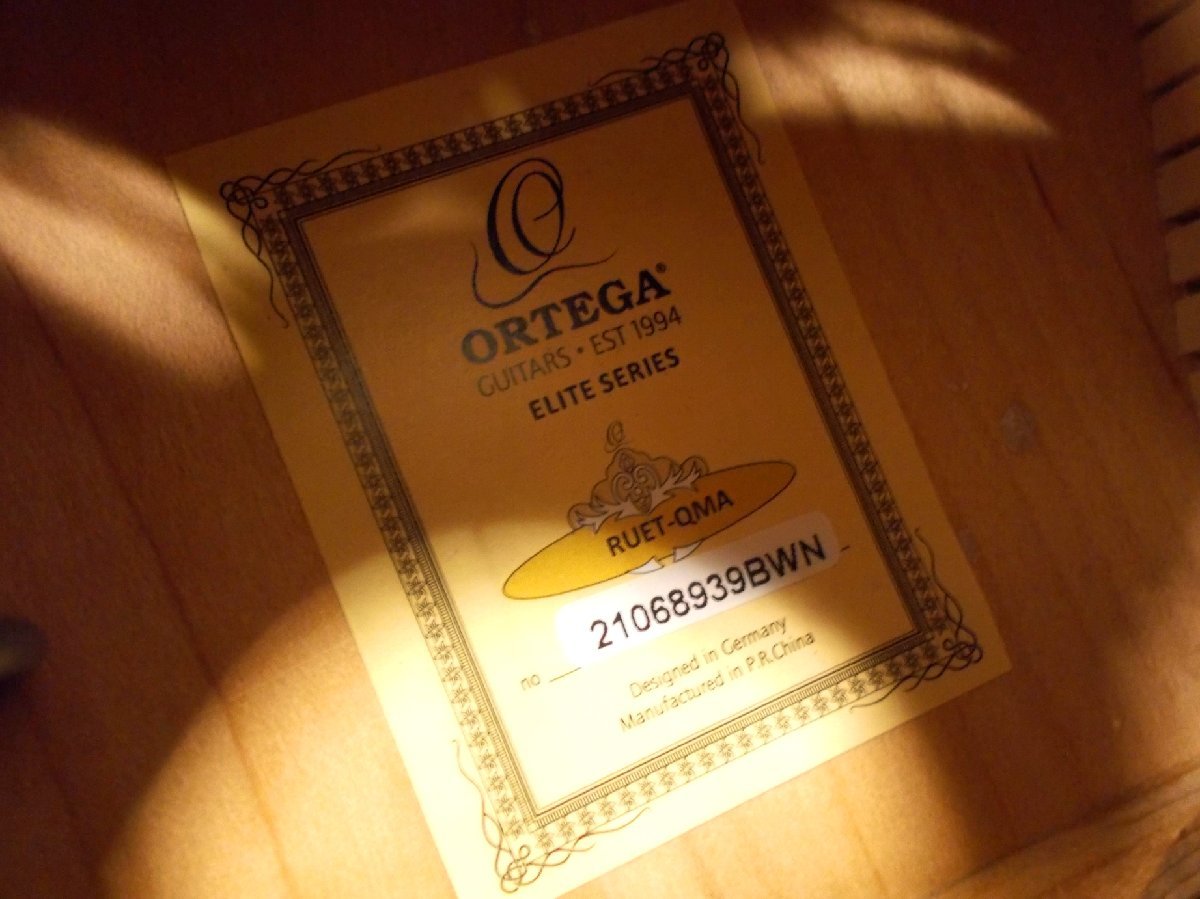 ORTEGA®
GUITARS • EST 1994
ELITE SERIES
RUET-QMA
no 21068939BWN
Designed in Germany
Manufactured in P.R.China